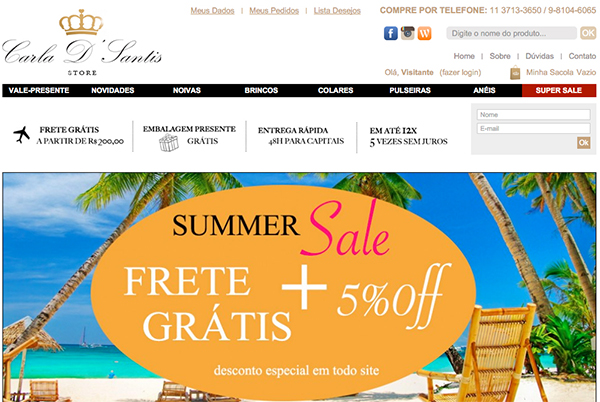 Meus Dados | Meus Pedidos | Lista Desejos
COMPRE POR TELEFONE: 11 3713-3650 / 9-8104-6065
Carla D'Santis
STORE
Digite o nome do produto... OK
Home | Sobre | Dúvidas | Contato
Olá, Visitante (fazer login) Minha Sacola Vazio
VALE-PRESENTE NOVIDADES NOIVAS BRINCOS COLARES PULSEIRAS ANÉIS SUPER SALE
FRETE GRÁTIS
A PARTIR DE R$ 200,00
EMBALAGEM PRESENTE
GRÁTIS
ENTREGA RÁPIDA
48H PARA CAPITAIS
EM ATÉ 12X
5 VEZES SEM JUROS
Nome
E-mail
Ok
SUMMER Sale
FRETE GRÁTIS + 5% Off
desconto especial em todo site